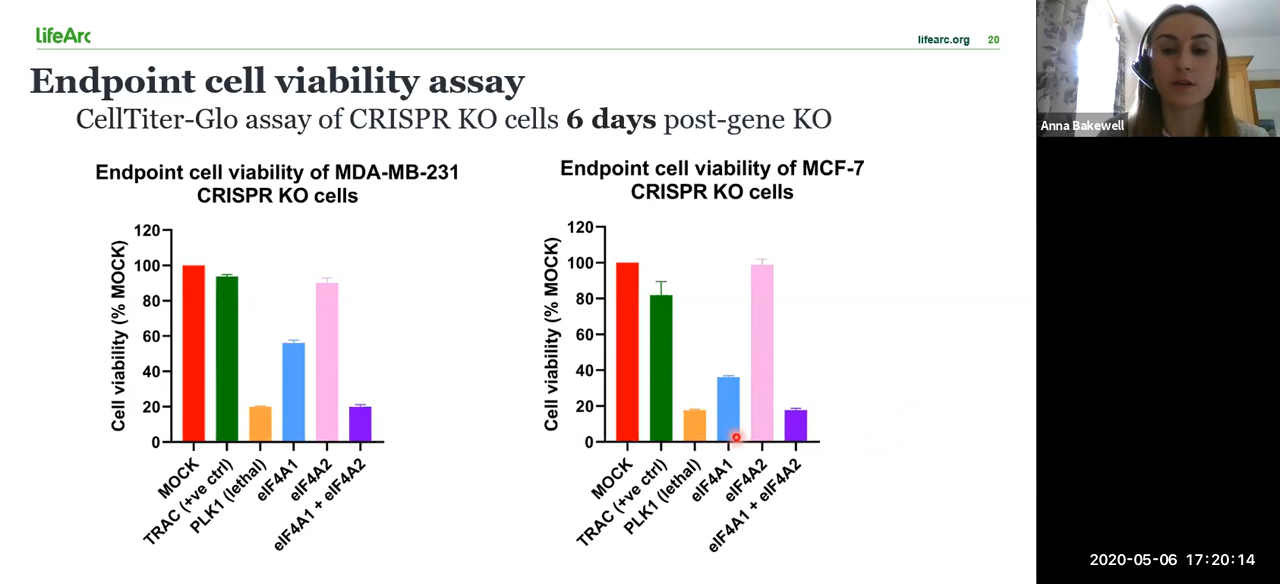 lifeArc
lifearc.org 20
Endpoint cell viability assay
CellTiter-Glo assay of CRISPR KO cells 6 days post-gene KO
Endpoint cell viability of MDA-MB-231
CRISPR KO cells
Cell viability (% MOCK)
120
100
80
60
40
20
0
MOCK
TRAC (+ve ctrl)
PLK1 (lethal)
eIF4A1
eIF4A2
eIF4A1 + eIF4A2
Endpoint cell viability of MCF-7
CRISPR KO cells
Cell viability (% MOCK)
120
100
80
60
40
20
0
MOCK
TRAC (+ve ctrl)
PLK1 (lethal)
eIF4A1
eIF4A2
eIF4A1 + eIF4A2
Anna Bakewell
2020-05-06 17:20:14